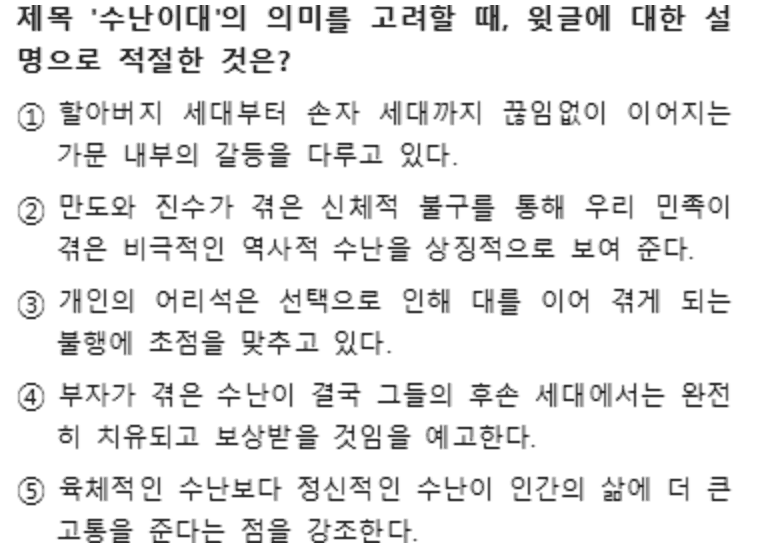 제목 '수난이대'의 의미를 고려할 때, 윗글에 대한 설
명으로 적절한 것은?
① 할아버지 세대부터 손자 세대까지 끊임없이 이어지는
가문 내부의 갈등을 다루고 있다.
② 만도와 진수가 겪은 신체적 불구를 통해 우리 민족이
겪은 비극적인 역사적 수난을 상징적으로 보여 준다.
③ 개인의 어리석은 선택으로 인해 대를 이어 겪게 되는
불행에 초점을 맞추고 있다.
④ 부자가 겪은 수난이 결국 그들의 후손 세대에서는 완전
히 치유되고 보상받을 것임을 예고한다.
⑤ 육체적인 수난보다 정신적인 수난이 인간의 삶에 더 큰
고통을 준다는 점을 강조한다.